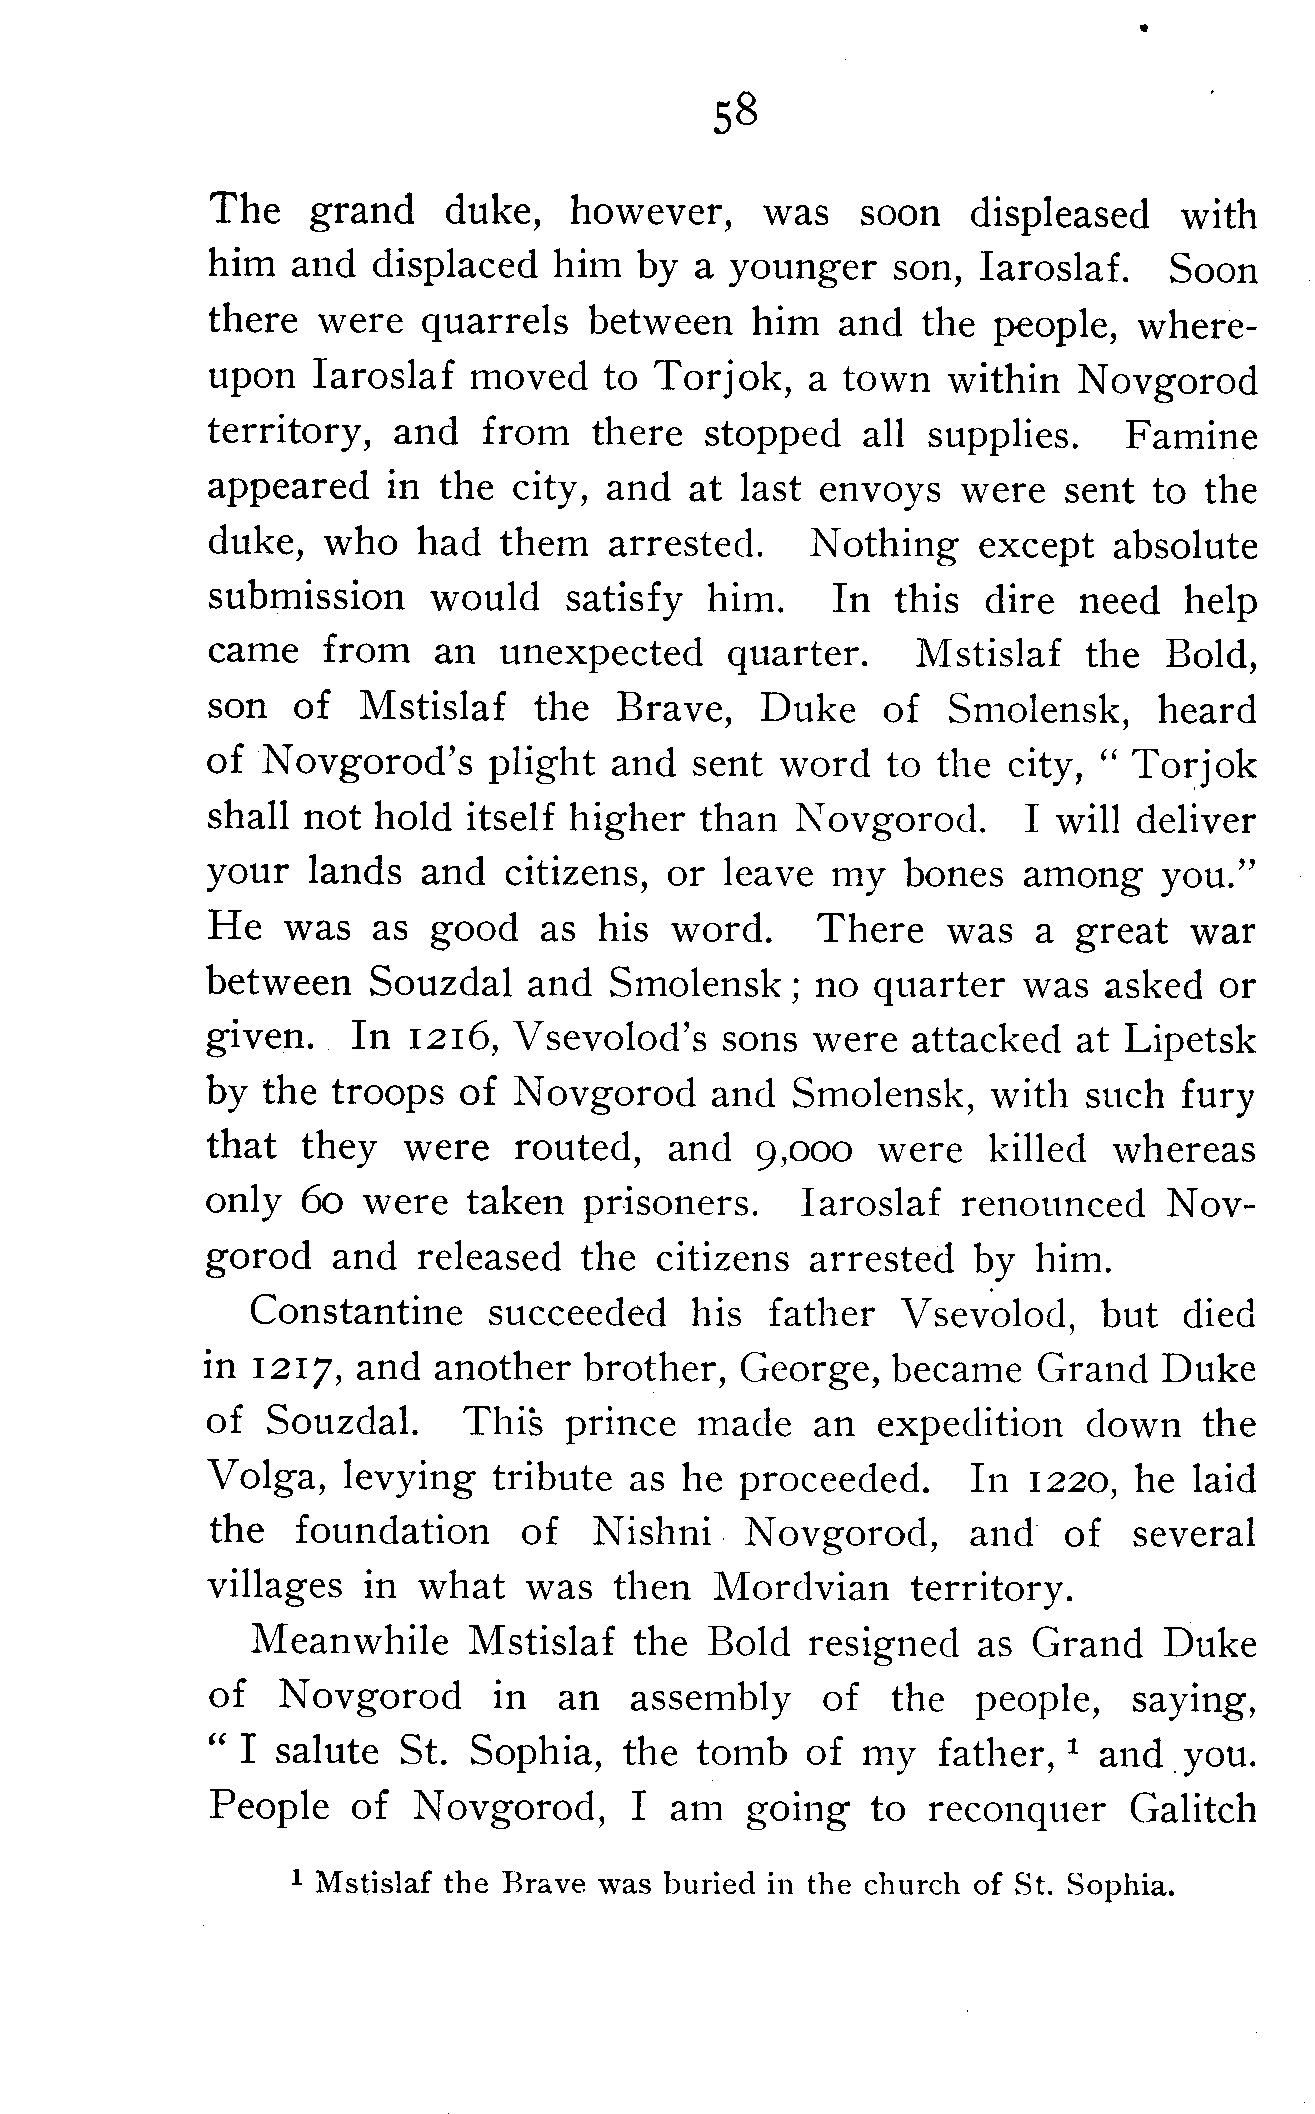 58
The grand duke, however, was soon displeased with
him and displaced him by a younger son, Iaroslaf. Soon
there were quarrels between him and the people, where-
upon Iaroslaf moved to Torjok, a town within Novgorod
territory, and from there stopped all supplies. Famine
appeared in the city, and at last envoys were sent to the
duke, who had them arrested. Nothing except absolute
submission would satisfy him. In this dire need help
came from an unexpected quarter. Mstislaf the Bold,
son of Mstislaf the Brave, Duke of Smolensk, heard
of Novgorod's plight and sent word to the city, " Torjok
shall not hold itself higher than Novgorod. I will deliver
your lands and citizens, or leave my bones among you."
He was as good as his word. There was a great war
between Souzdal and Smolensk; no quarter was asked or
given. In 1216, Vsevolod's sons were attacked at Lipetsk
by the troops of Novgorod and Smolensk, with such fury
that they were routed, and 9,000 were killed whereas
only 60 were taken prisoners. Iaroslaf renounced Nov-
gorod and released the citizens arrested by him.
Constantine succeeded his father Vsevolod, but died
in 1217, and another brother, George, became Grand Duke
of Souzdal. This prince made an expedition down the
Volga, levying tribute as he proceeded. In 1220, he laid
the foundation of Nishni Novgorod, and of several
villages in what was then Mordvian territory.
Meanwhile Mstislaf the Bold resigned as Grand Duke
of Novgorod in an assembly of the people, saying,
" I salute St. Sophia, the tomb of my father, ¹ and you.
People of Novgorod, I am going to reconquer Galitch
¹ Mstislaf the Brave was buried in the church of St. Sophia.